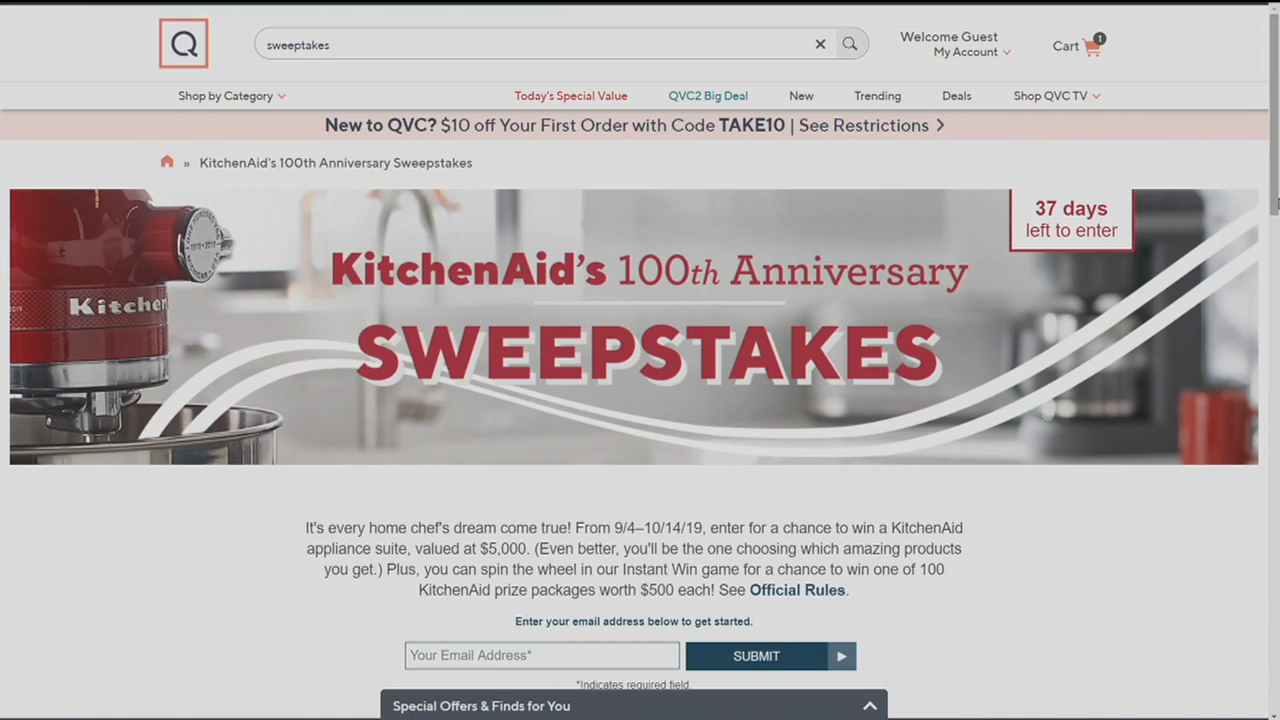 Q
sweeptakes
Welcome Guest
My Account
Cart 1
Shop by Category
Today's Special Value
QVC2 Big Deal
New
Trending
Deals
Shop QVC TV
New to QVC? $10 off Your First Order with Code TAKE10 | See Restrictions
» KitchenAid's 100th Anniversary Sweepstakes
37 days
left to enter
KitchenAid's 100th Anniversary
SWEEPSTAKES
Kitchen
It's every home chef's dream come true! From 9/4–10/14/19, enter for a chance to win a KitchenAid
appliance suite, valued at $5,000. (Even better, you'll be the one choosing which amazing products
you get.) Plus, you can spin the wheel in our Instant Win game for a chance to win one of 100
KitchenAid prize packages worth $500 each! See Official Rules.
Enter your email address below to get started.
Your Email Address*
SUBMIT
*Indicates required field.
Special Offers & Finds for You